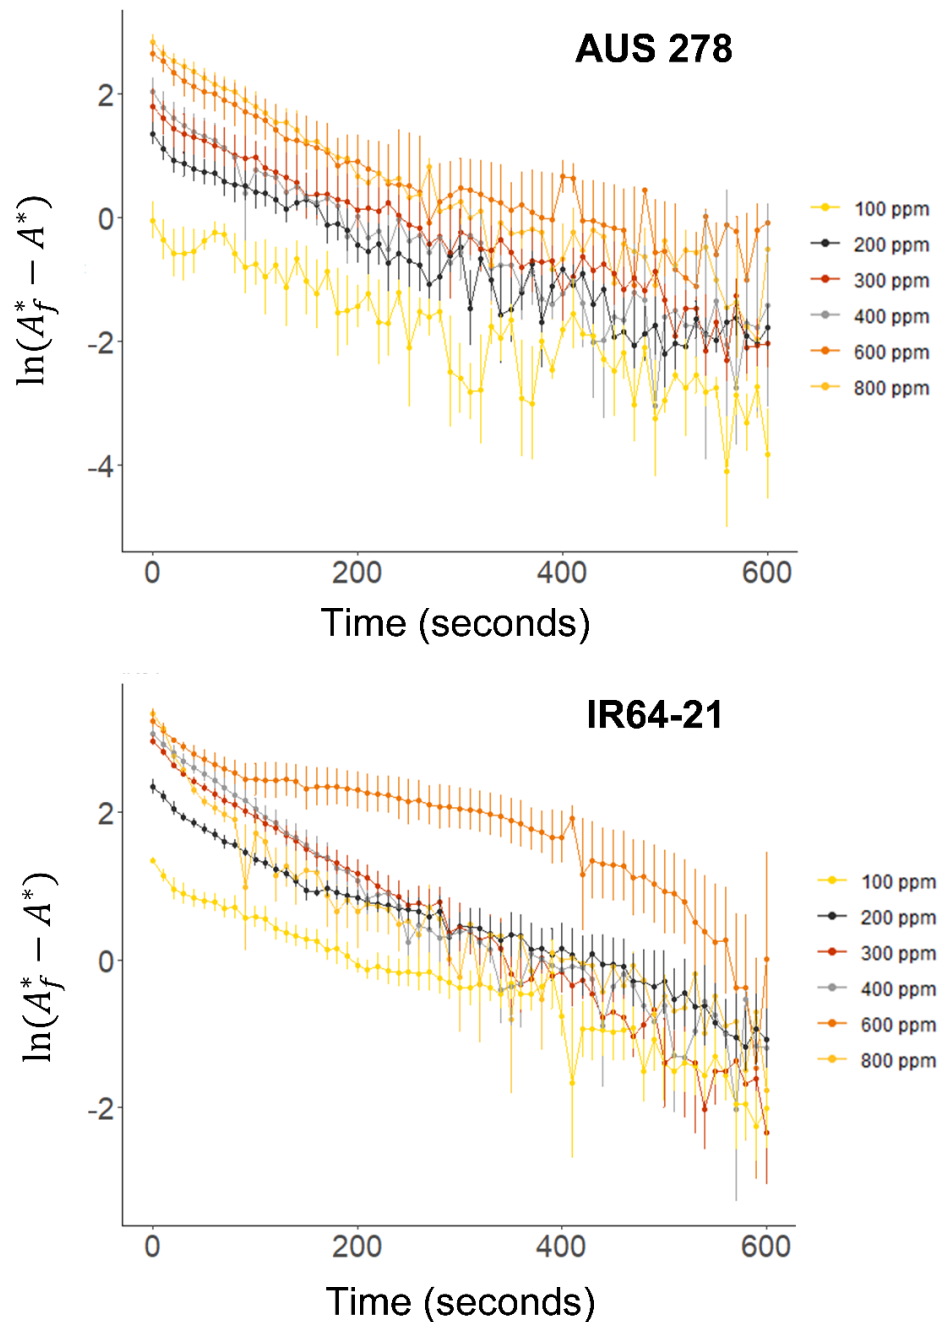 AUS 278
ln(A*f − A*)
2
0
-2
-4
0 200 400 600
Time (seconds)
100 ppm
200 ppm
300 ppm
400 ppm
600 ppm
800 ppm
IR64-21
ln(A*f − A*)
2
0
-2
0 200 400 600
Time (seconds)
100 ppm
200 ppm
300 ppm
400 ppm
600 ppm
800 ppm